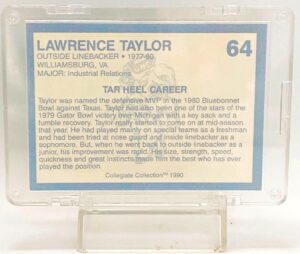 LAWRENCE TAYLOR 64
OUTSIDE LINEBACKER • 1977-80
WILLIAMSBURG, VA
MAJOR: Industrial Relations
TAR HEEL CAREER
Taylor was named the defensive MVP in the 1980 Bluebonnet
Bowl against Texas. Taylor had also been one of the stars of the
1979 Gator Bowl victory over Michigan with a key sack and a
fumble recovery. Taylor really started to come on at mid-season
that year. He had played mainly on special teams as a freshman
and had been tried at nose guard and inside linebacker as a
sophomore. But, when he went back to outside linebacker as a
junior, his improvement was rapid. His size, strength, speed,
quickness and great instincts made him the best who has ever
played the position.
Collegiate Collection™ 1990